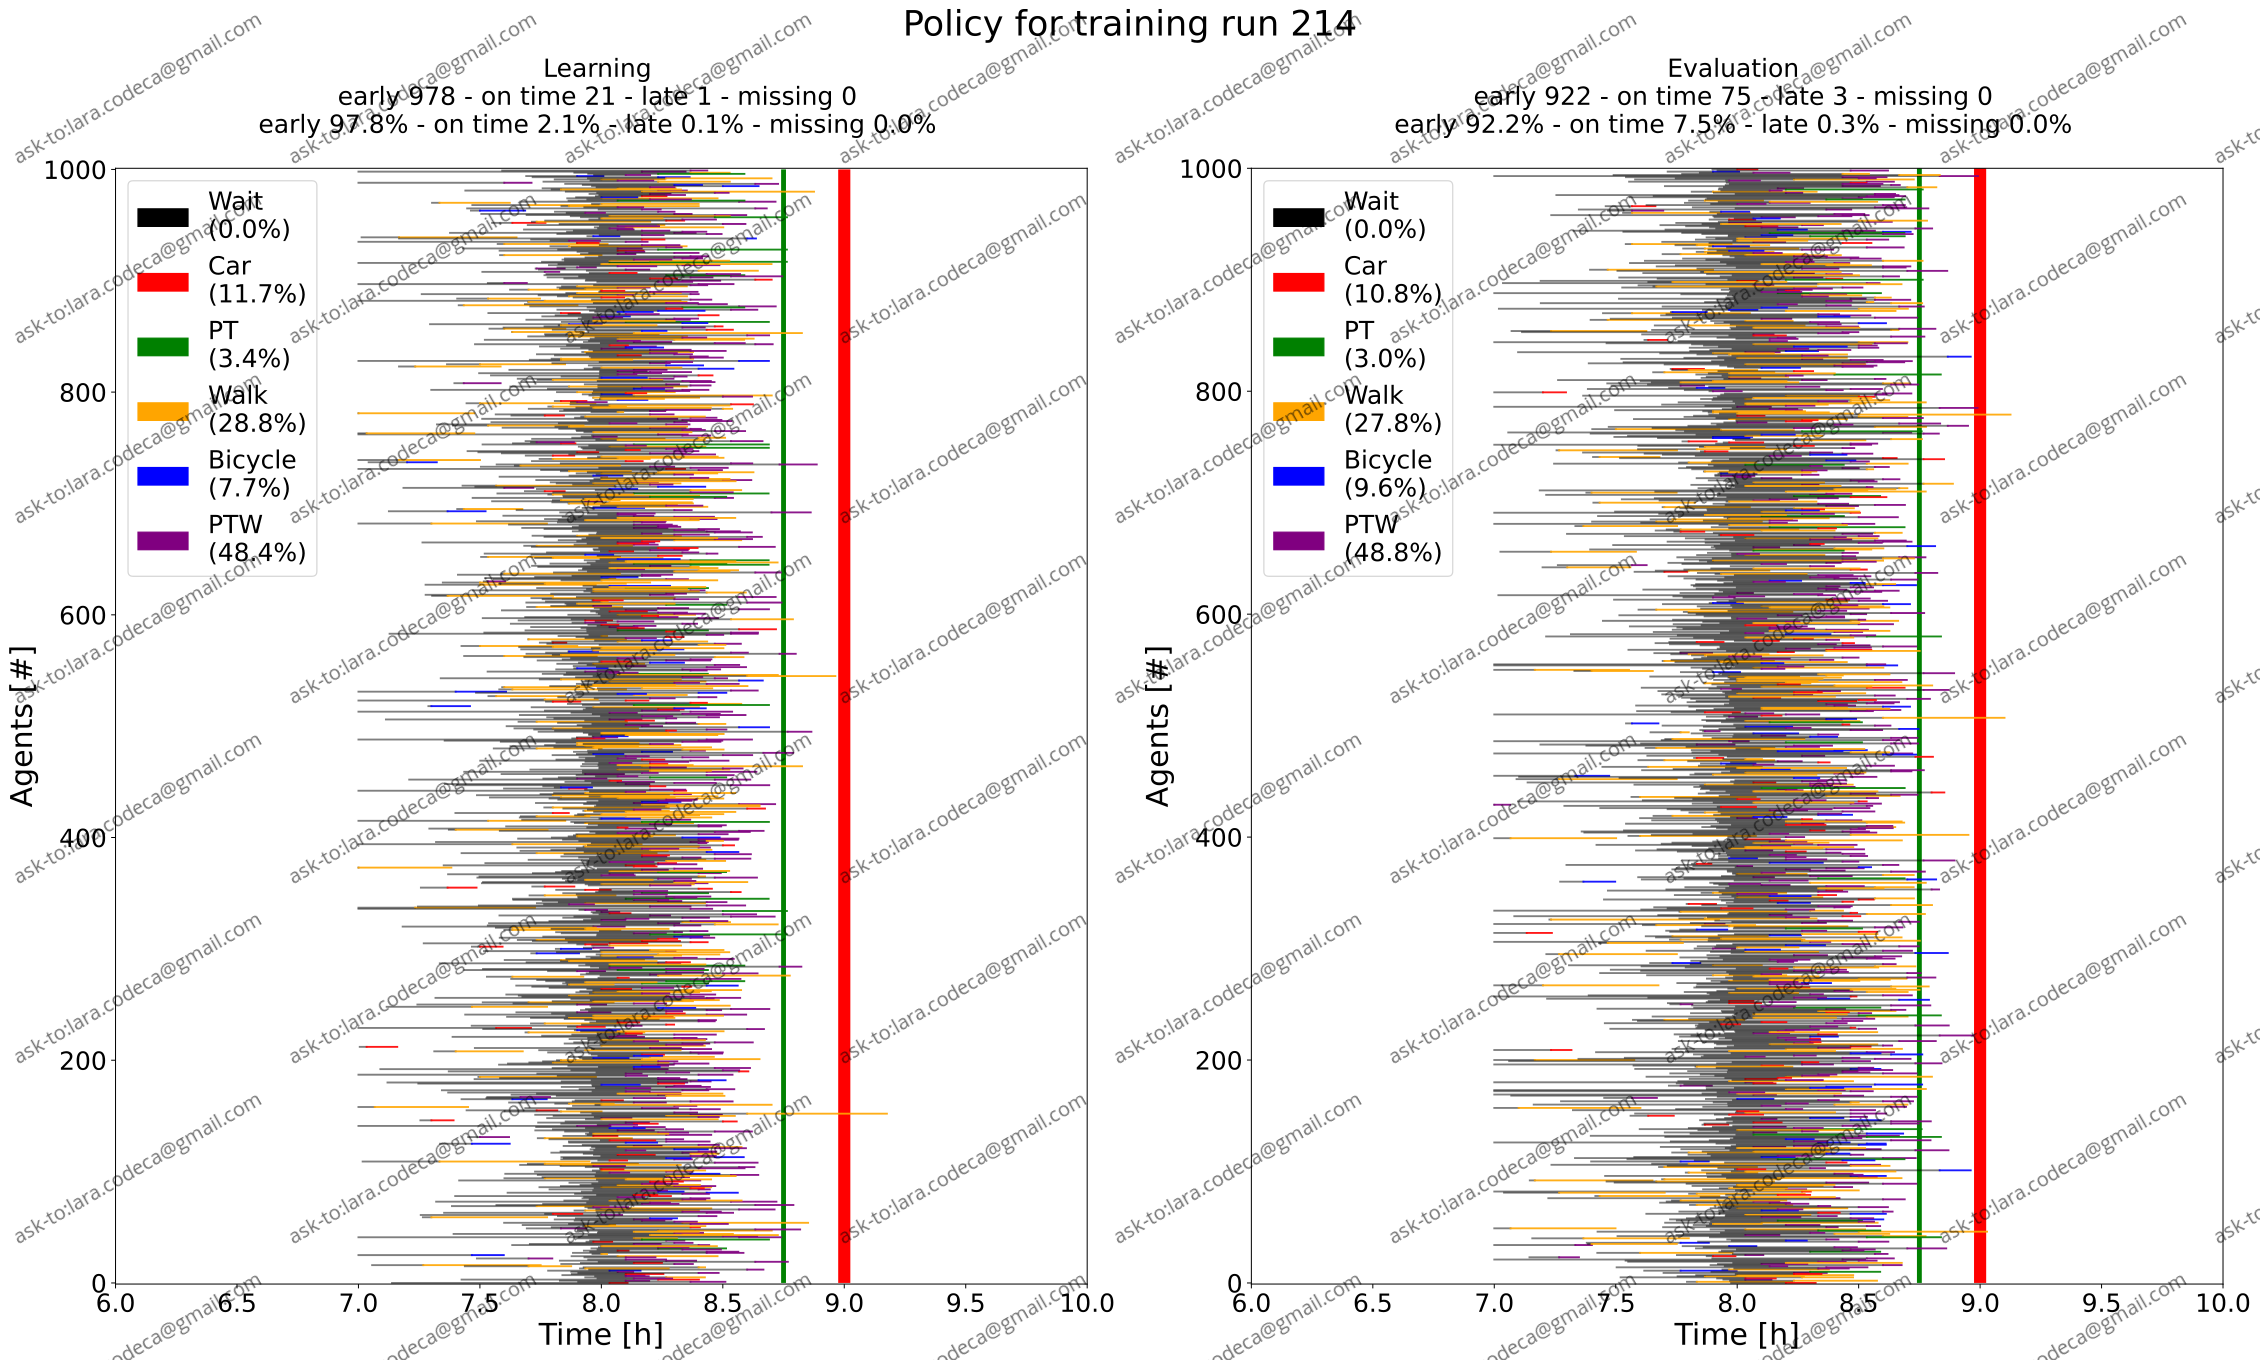 Policy for training run 214
Learning
early 978 - on time 21 - late 1 - missing 0
early 97.8% - on time 2.1% - late 0.1% - missing 0.0%
Wait
(0.0%)
Car
(11.7%)
PT
(3.4%)
Walk
(28.8%)
Bicycle
(7.7%)
PTW
(48.4%)
1000
800
600
400
200
0
Agents [#]
6.0 6.5 7.0 7.5 8.0 8.5 9.0 9.5 10.0
Time [h]
Evaluation
early 922 - on time 75 - late 3 - missing 0
early 92.2% - on time 7.5% - late 0.3% - missing 0.0%
Wait
(0.0%)
Car
(10.8%)
PT
(3.0%)
Walk
(27.8%)
Bicycle
(9.6%)
PTW
(48.8%)
1000
800
600
400
200
0
Agents [#]
6.0 6.5 7.0 7.5 8.0 8.5 9.0 9.5 10.0
Time [h]
ask-to:lara.codeca@gmail.com